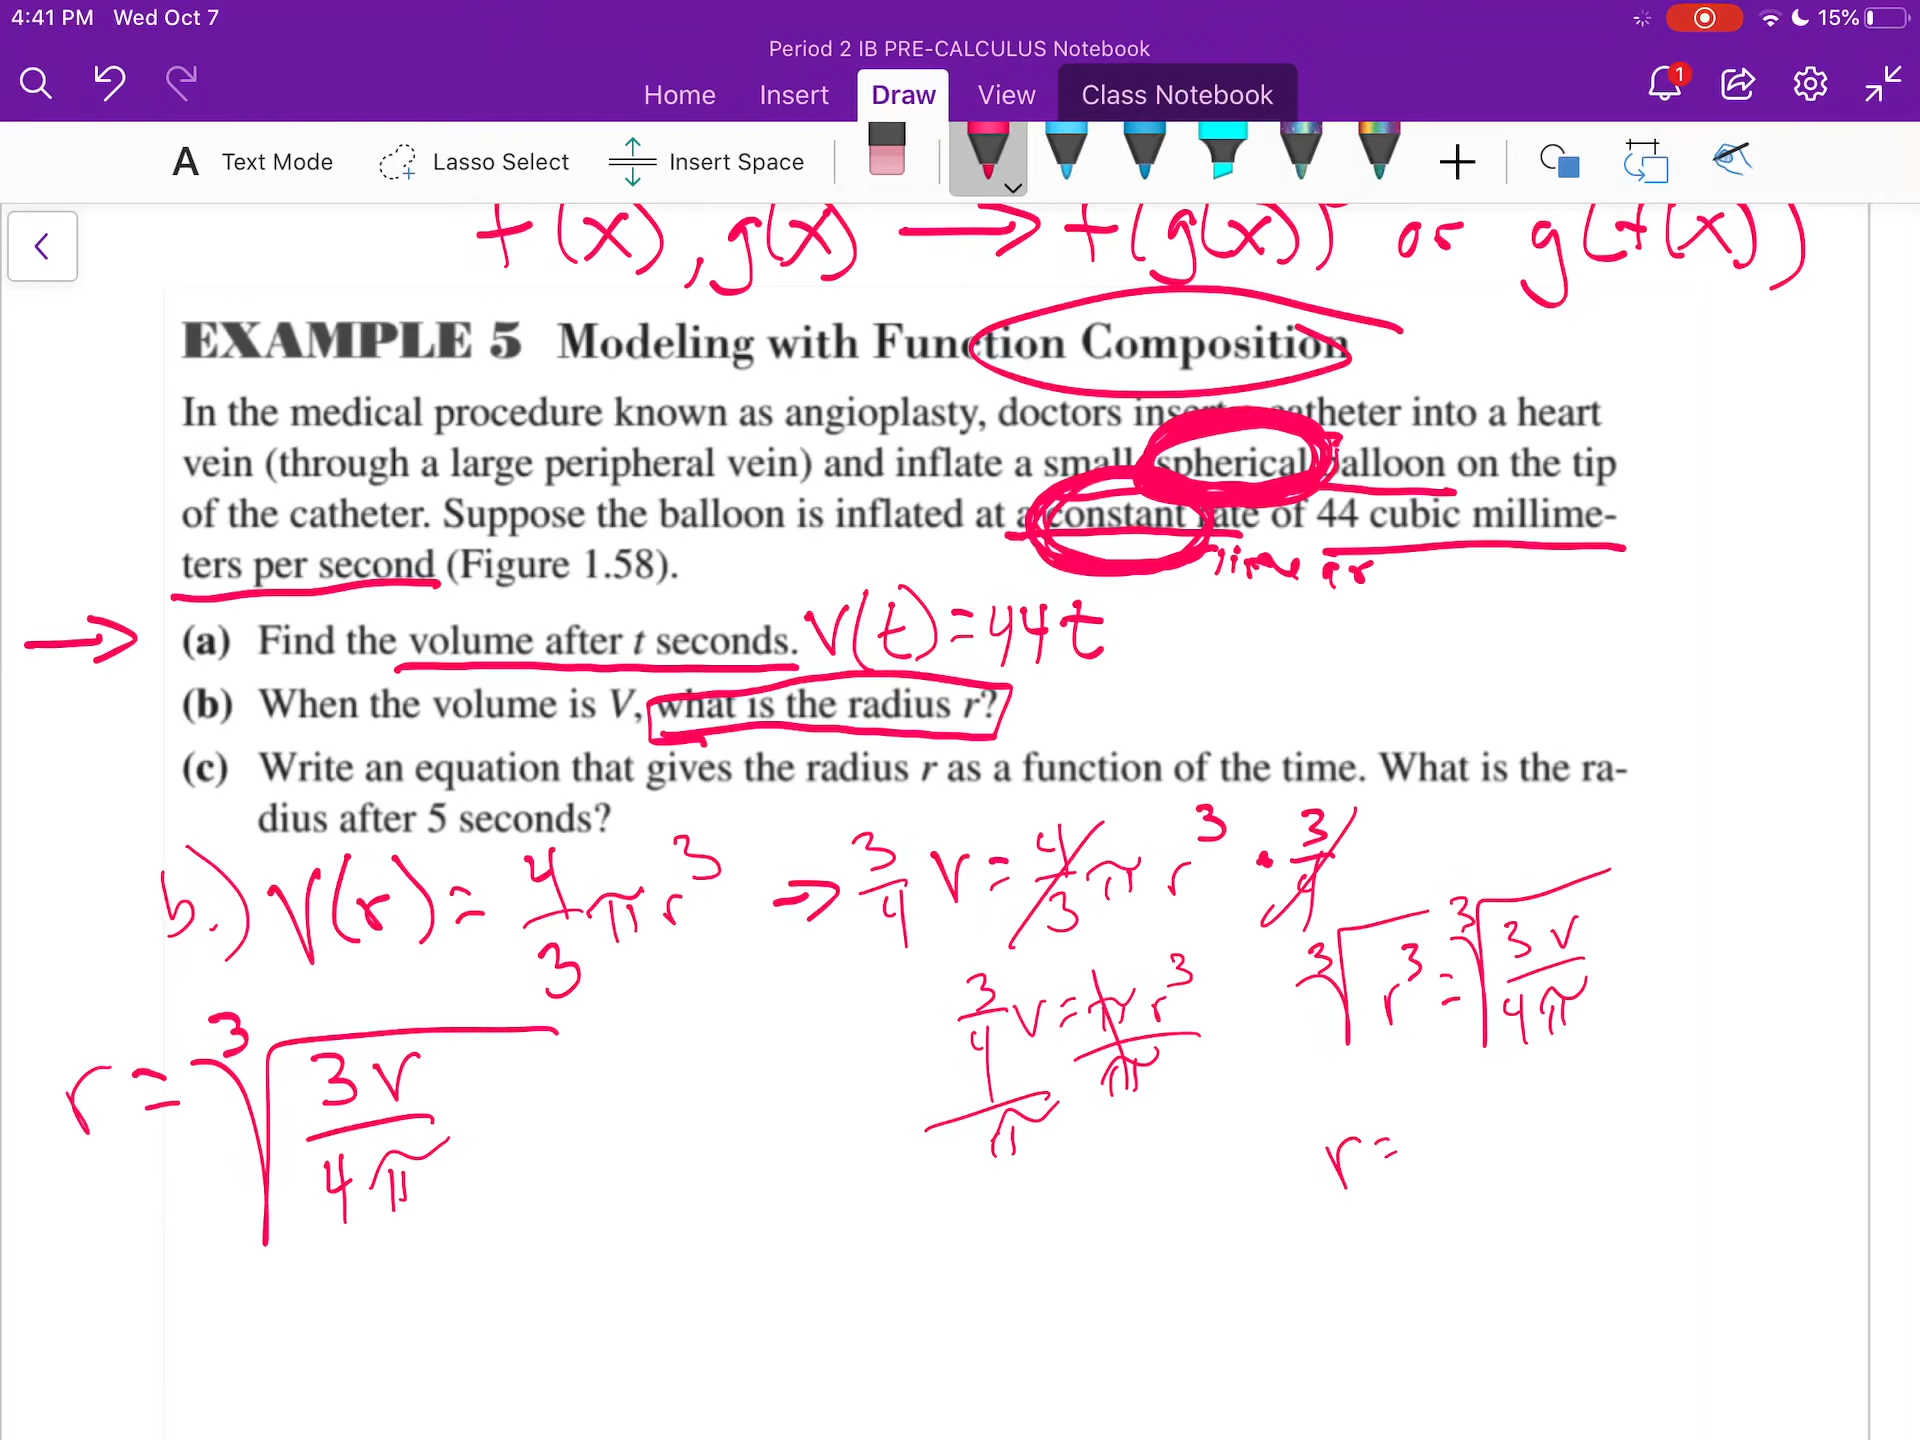 4:41 PM Wed Oct 7
15%
Period 2 IB PRE-CALCULUS Notebook
Home Insert Draw View Class Notebook
1
A Text Mode Lasso Select Insert Space
f(x), g(x) → f(g(x)) or g(f(x))
EXAMPLE 5 Modeling with Function Composition
In the medical procedure known as angioplasty, doctors insert a catheter into a heart
vein (through a large peripheral vein) and inflate a small spherical balloon on the tip
of the catheter. Suppose the balloon is inflated at a constant rate of 44 cubic millime-
ters per second (Figure 1.58).
time
→ (a) Find the volume after t seconds. V(t)=44t
(b) When the volume is V, what is the radius r?
(c) Write an equation that gives the radius r as a function of the time. What is the ra-
dius after 5 seconds?
b.) V(r) = 4/3 π r³ → 3/4 V = 4/3 π r³ · 3/4
3/4 V / π = π r³ / π
∛r³ = ∛(3V / 4π)
r = ∛(3V / 4π)
r =